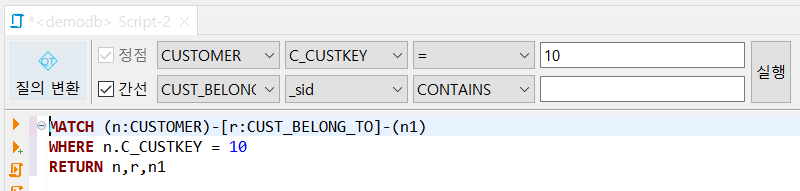 *<demodb> Script-2
질의 변환
정점 CUSTOMER C_CUSTKEY = 10
간선 CUST_BELONG _sid CONTAINS
실행
MATCH (n:CUSTOMER)-[r:CUST_BELONG_TO]-(n1)
WHERE n.C_CUSTKEY = 10
RETURN n,r,n1